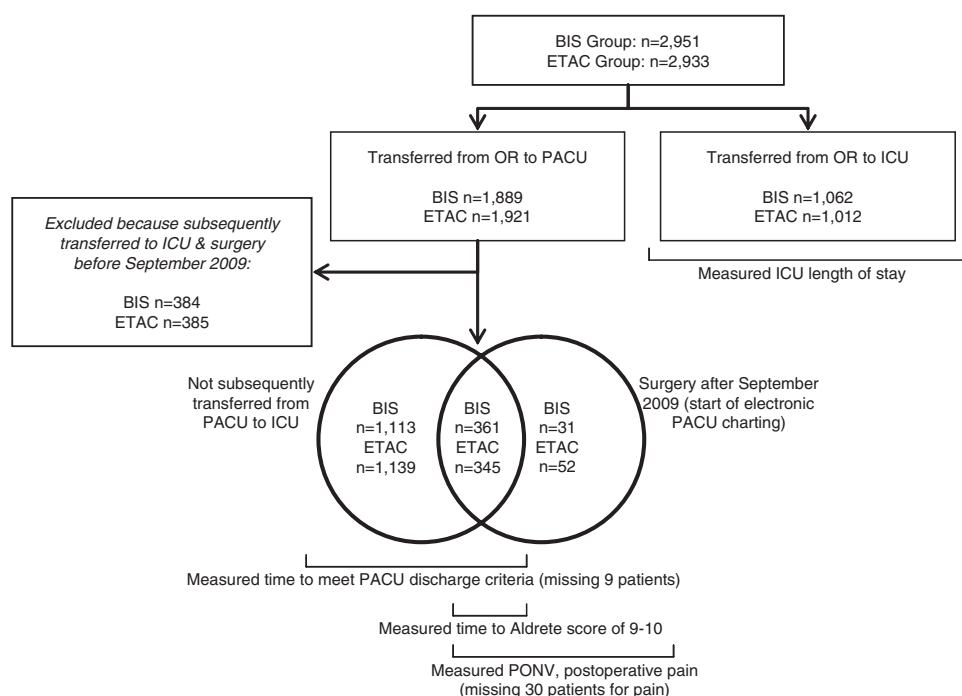 BIS Group: n=2,951
ETAC Group: n=2,933
Transferred from OR to PACU
BIS n=1,889
ETAC n=1,921
Transferred from OR to ICU
BIS n=1,062
ETAC n=1,012
Measured ICU length of stay
Excluded because subsequently
transferred to ICU & surgery
before September 2009:
BIS n=384
ETAC n=385
Not subsequently
transferred from
PACU to ICU
BIS
n=1,113
ETAC
n=1,139
BIS
n=361
ETAC
n=345
BIS
n=31
ETAC
n=52
Surgery after September
2009 (start of electronic
PACU charting)
Measured time to meet PACU discharge criteria (missing 9 patients)
Measured time to Aldrete score of 9-10
Measured PONV, postoperative pain
(missing 30 patients for pain)